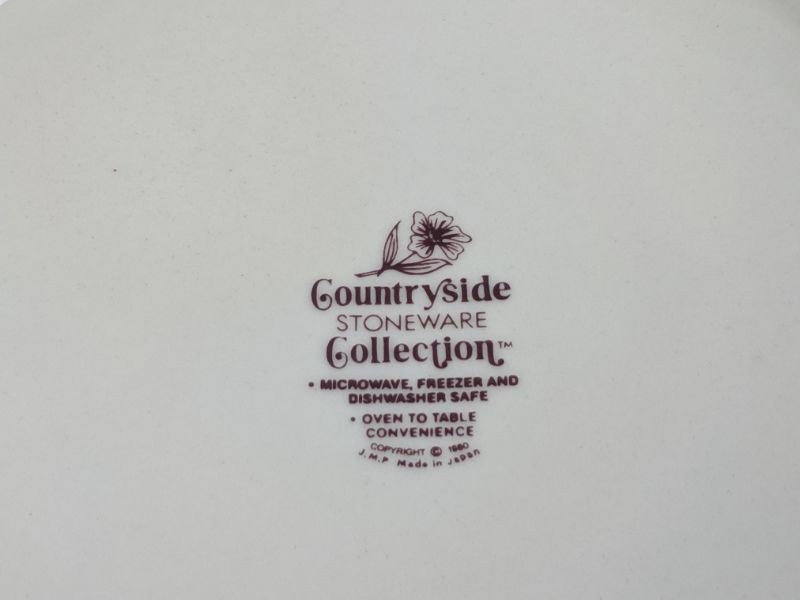 Countryside
STONEWARE
Collection™
• MICROWAVE, FREEZER AND
DISHWASHER SAFE
• OVEN TO TABLE
CONVENIENCE
COPYRIGHT © 1980
J.M.P Made in Japan